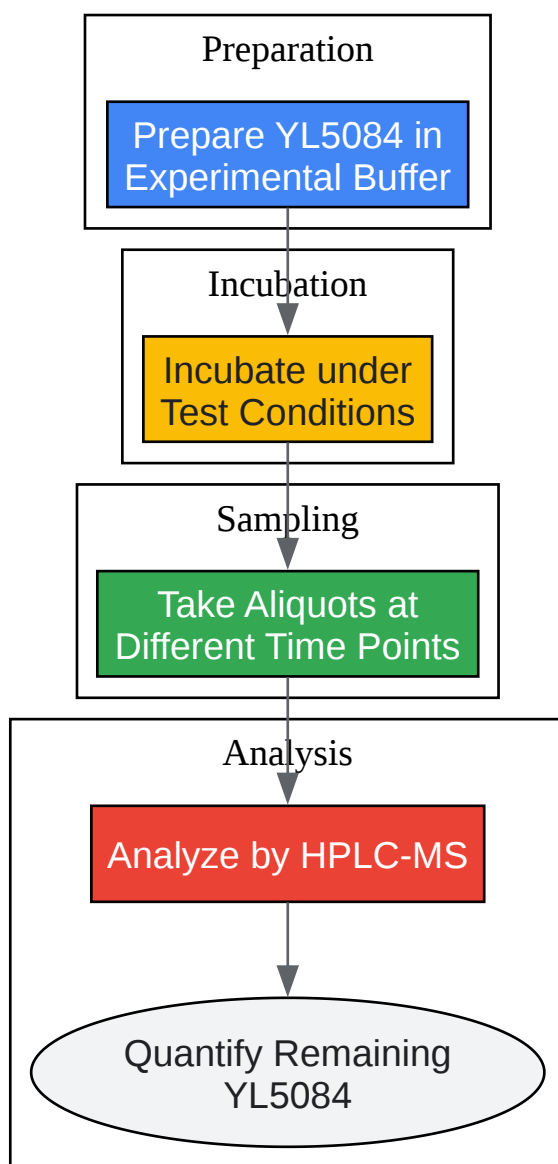 Preparation
Prepare YL5084 in
Experimental Buffer
Incubation
Incubate under
Test Conditions
Sampling
Take Aliquots at
Different Time Points
Analysis
Analyze by HPLC-MS
Quantify Remaining
YL5084